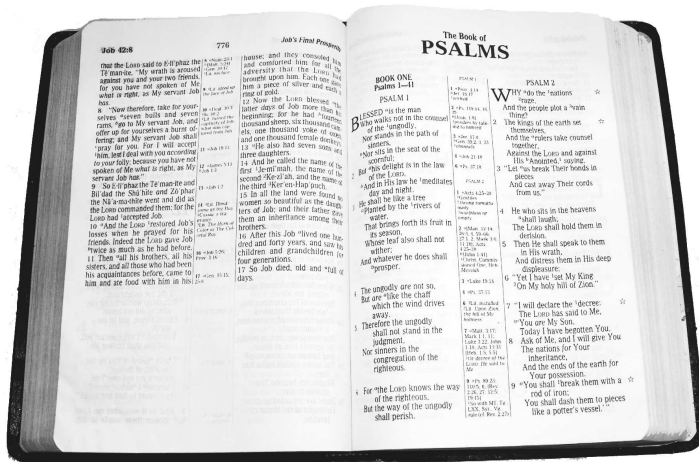 Job 42:8
776
Job's Final Prosperity
that the LORD said to E·li′phaz the
Te′man·ite, "My wrath is aroused
against you and your two friends,
for you have not spoken of Me
what is right, as My servant Job
has.
8 "Now therefore, take for your-
selves seven bulls and seven
rams, go to My servant Job, and
offer up for yourselves a burnt of-
fering; and My servant Job shall
pray for you. For I will accept
him, lest I deal with you according
to your folly; because you have not
spoken of Me what is right, as My
servant Job has."
9 So E·li′phaz the Te′man·ite and
Bil′dad the Shu′hite and Zo′phar
the Na′a·ma·thite went and did as
the LORD commanded them; for the
LORD had accepted Job.
10 And the LORD restored Job's
losses when he prayed for his
friends. Indeed the LORD gave Job
twice as much as he had before.
11 Then all his brothers, all his
sisters, and all those who had been
his acquaintances before, came to
him and ate food with him in his
house; and they consoled him
and comforted him for all the
adversity that the LORD had
brought upon him. Each one gave
him a piece of silver and each a
ring of gold.
12 Now the LORD blessed the
latter days of Job more than his
beginning; for he had fourteen
thousand sheep, six thousand cam-
els, one thousand yoke of oxen,
and one thousand female donkeys.
13 He also had seven sons and
three daughters.
14 And he called the name of the
first Je·mi′mah, the name of the
second Ke·zi′ah, and the name of
the third Ker′en-Hap′puch.
15 In all the land were found no
women so beautiful as the daugh-
ters of Job; and their father gave
them an inheritance among their
brothers.
16 After this Job lived one hun-
dred and forty years, and saw his
children and grandchildren for
four generations.
17 So Job died, old and full of
days.
The Book of
PSALMS
BOOK ONE
Psalms 1—41
PSALM 1
BLESSED is the man
who walks not in the counsel
of the ungodly,
Nor stands in the path of
sinners,
Nor sits in the seat of the
scornful;
2 But his delight is in the law
of the LORD,
And in His law he meditates
day and night.
3 He shall be like a tree
Planted by the rivers of
water,
That brings forth its fruit in
its season,
Whose leaf also shall not
wither;
And whatever he does shall
prosper.
4 The ungodly are not so,
But are like the chaff
which the wind drives
away.
5 Therefore the ungodly
shall not stand in the
judgment,
Nor sinners in the
congregation of the
righteous.
6 For the LORD knows the way
of the righteous,
But the way of the ungodly
shall perish.
PSALM 1
PSALM 2
PSALM 2
WHY do the nations
rage,
And the people plot a vain
thing?
2 The kings of the earth set
themselves,
And the rulers take counsel
together,
Against the LORD and against
His Anointed, saying,
3 "Let us break Their bonds in
pieces
And cast away Their cords
from us."
4 He who sits in the heavens
shall laugh;
The LORD shall hold them in
derision.
5 Then He shall speak to them
in His wrath,
And distress them in His deep
displeasure:
6 "Yet I have set My King
On My holy hill of Zion."
7 "I will declare the decree:
The LORD has said to Me,
'You are My Son,
Today I have begotten You.
8 Ask of Me, and I will give You
The nations for Your
inheritance,
And the ends of the earth for
Your possession.
9 You shall break them with a
rod of iron;
You shall dash them to pieces
like a potter's vessel.' "